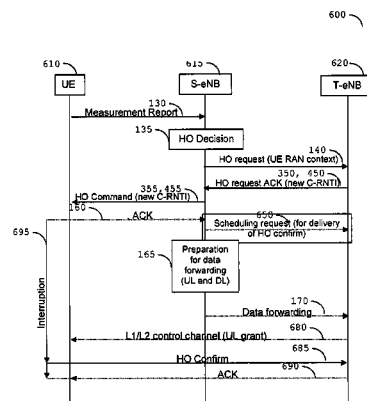 600
610
615
620
UE
S-eNB
T-eNB
130
Measurement Report
135
HO Decision
140
HO request (UE RAN context)
350, 450
HO request ACK (new C-RNTI)
355,455
HO Command (new C-RNTI)
160
ACK
650
Scheduling request (for delivery
of HO confirm)
695
165
Preparation
for data
forwarding
(UL and DL)
Interruption
170
Data forwarding
680
L1/L2 control channel (UL grant)
685
HO Confirm
690
ACK